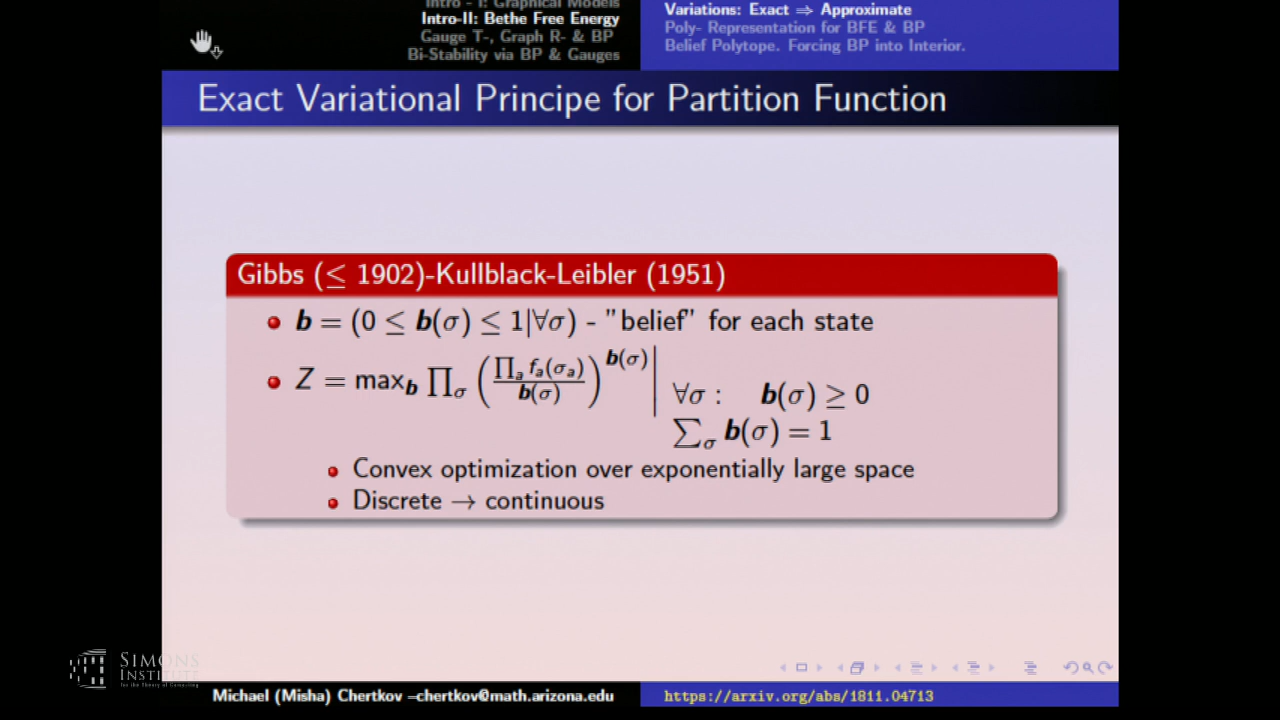 Intro - I: Graphical Models
Intro-II: Bethe Free Energy
Gauge T-, Graph R- & BP
Bi-Stability via BP & Gauges
Variations: Exact ⇒ Approximate
Poly- Representation for BFE & BP
Belief Polytope. Forcing BP into Interior.
Exact Variational Principe for Partition Function
Gibbs (≤ 1902)-Kullblack-Leibler (1951)
b = (0 ≤ b(σ) ≤ 1|∀σ) - "belief" for each state
Z = max_b ∏_σ (∏_a f_a(σ_a) / b(σ))^b(σ) | ∀σ : b(σ) ≥ 0
∑_σ b(σ) = 1
Convex optimization over exponentially large space
Discrete → continuous
SIMONS
INSTITUTE
for the Theory of Computing
Michael (Misha) Chertkov –chertkov@math.arizona.edu
https://arxiv.org/abs/1811.04713